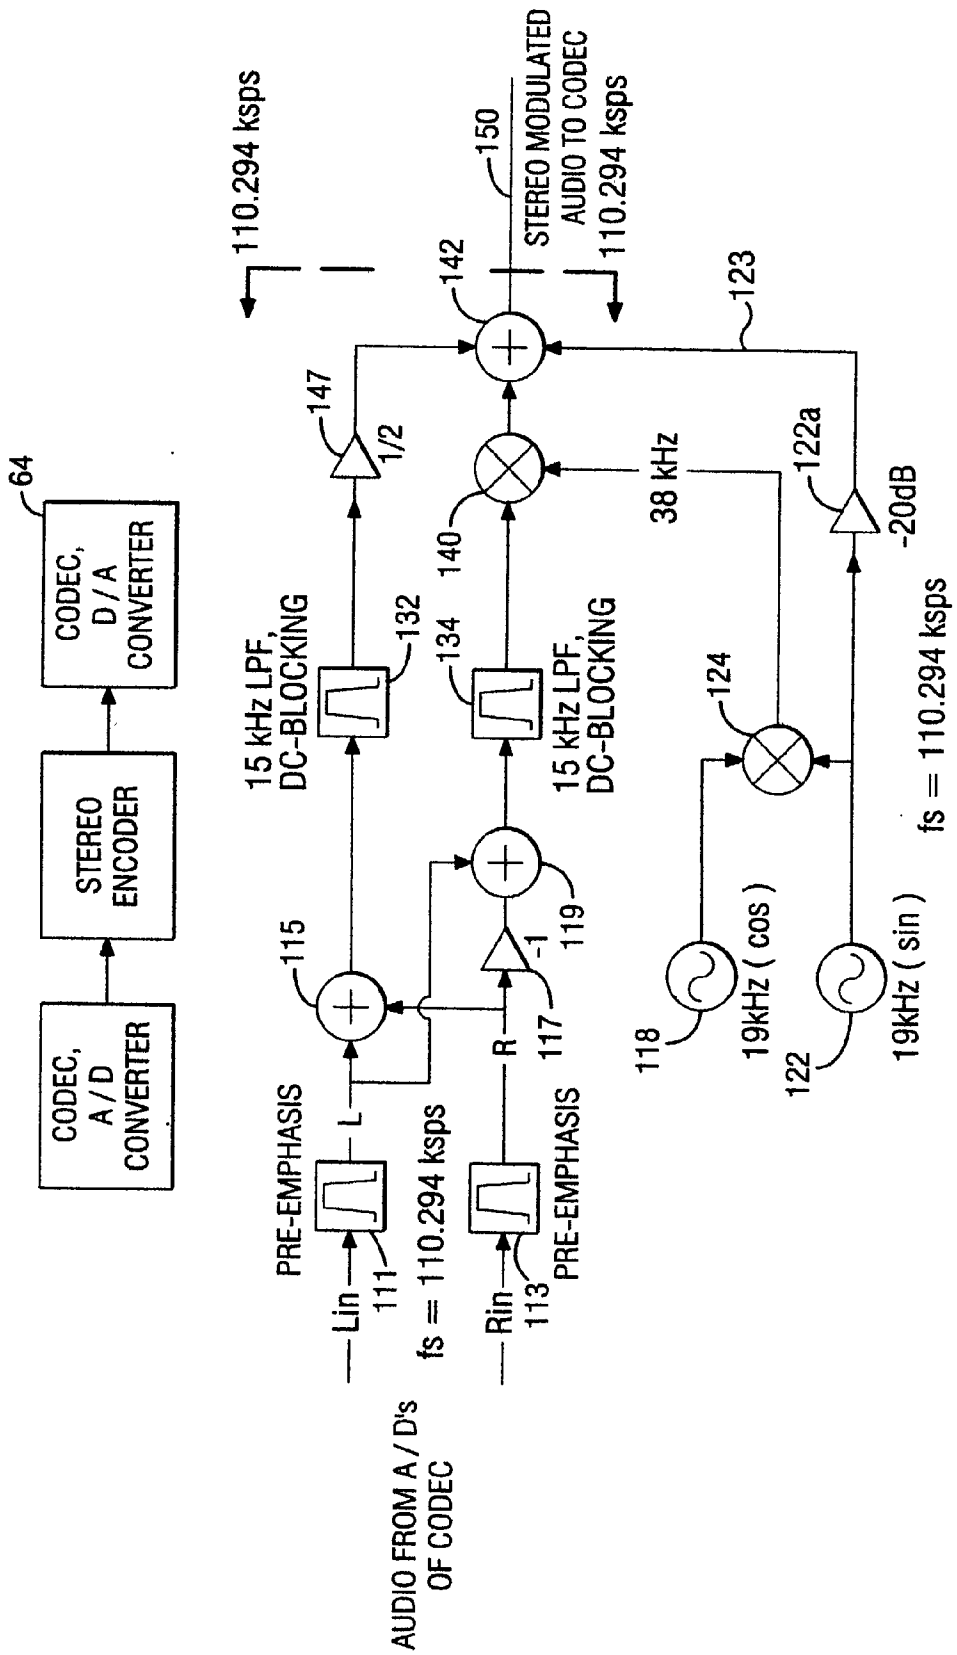 CODEC,
A / D
CONVERTER
STEREO
ENCODER
CODEC,
D / A
CONVERTER
64
110.294 ksps
AUDIO FROM A / D's
OF CODEC
Lin
111
PRE-EMPHASIS
L
115
15 kHz LPF,
DC-BLOCKING
132
147
1/2
142
150
STEREO MODULATED
AUDIO TO CODEC
110.294 ksps
fs = 110.294 ksps
Rin
113
PRE-EMPHASIS
R
117
-1
119
134
15 kHz LPF,
DC-BLOCKING
140
38 kHz
123
118
19kHz ( cos )
124
122
19kHz ( sin )
122a
-20dB
fs = 110.294 ksps